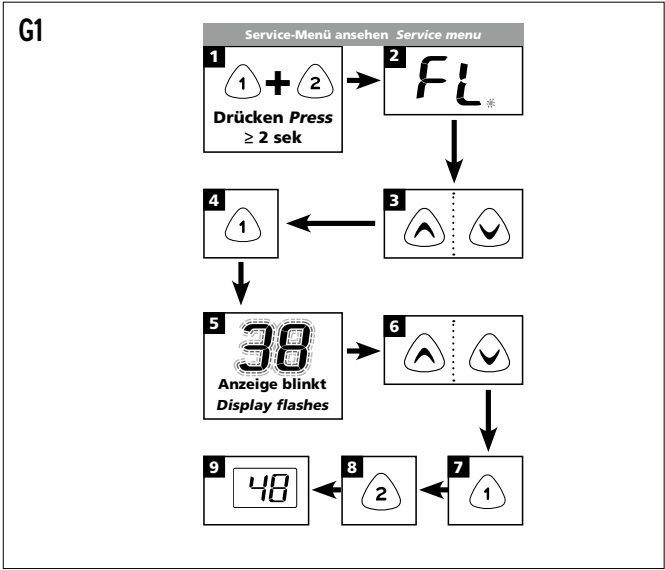 G1
Service-Menü ansehen Service menu
1
1 + 2
Drücken Press
≥ 2 sek
2
FL
3
4
1
5
38
Anzeige blinkt
Display flashes
6
7
1
8
2
9
48